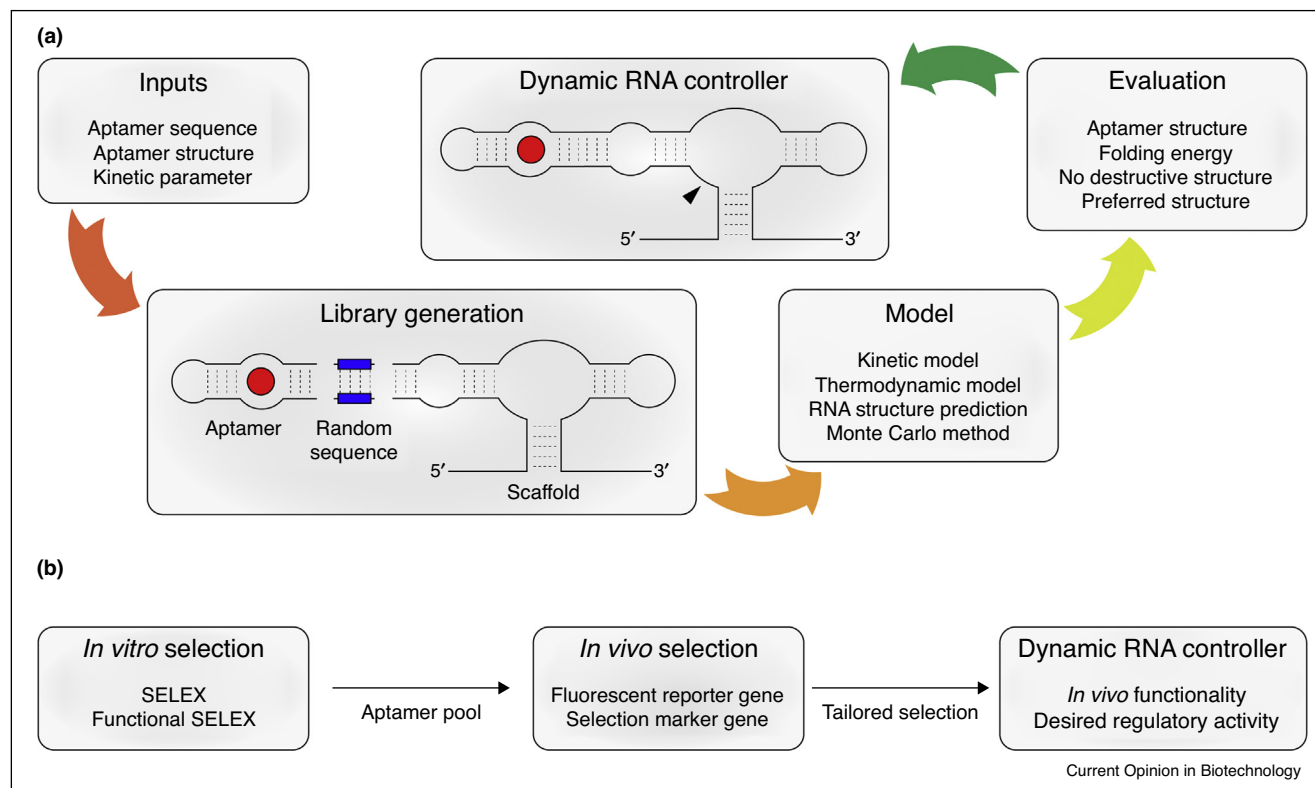 (a)
Inputs
Aptamer sequence
Aptamer structure
Kinetic parameter
Dynamic RNA controller
5′
3′
Evaluation
Aptamer structure
Folding energy
No destructive structure
Preferred structure
Library generation
Aptamer
Random
sequence
5′
3′
Scaffold
Model
Kinetic model
Thermodynamic model
RNA structure prediction
Monte Carlo method
(b)
In vitro selection
SELEX
Functional SELEX
Aptamer pool
In vivo selection
Fluorescent reporter gene
Selection marker gene
Tailored selection
Dynamic RNA controller
In vivo functionality
Desired regulatory activity
Current Opinion in Biotechnology